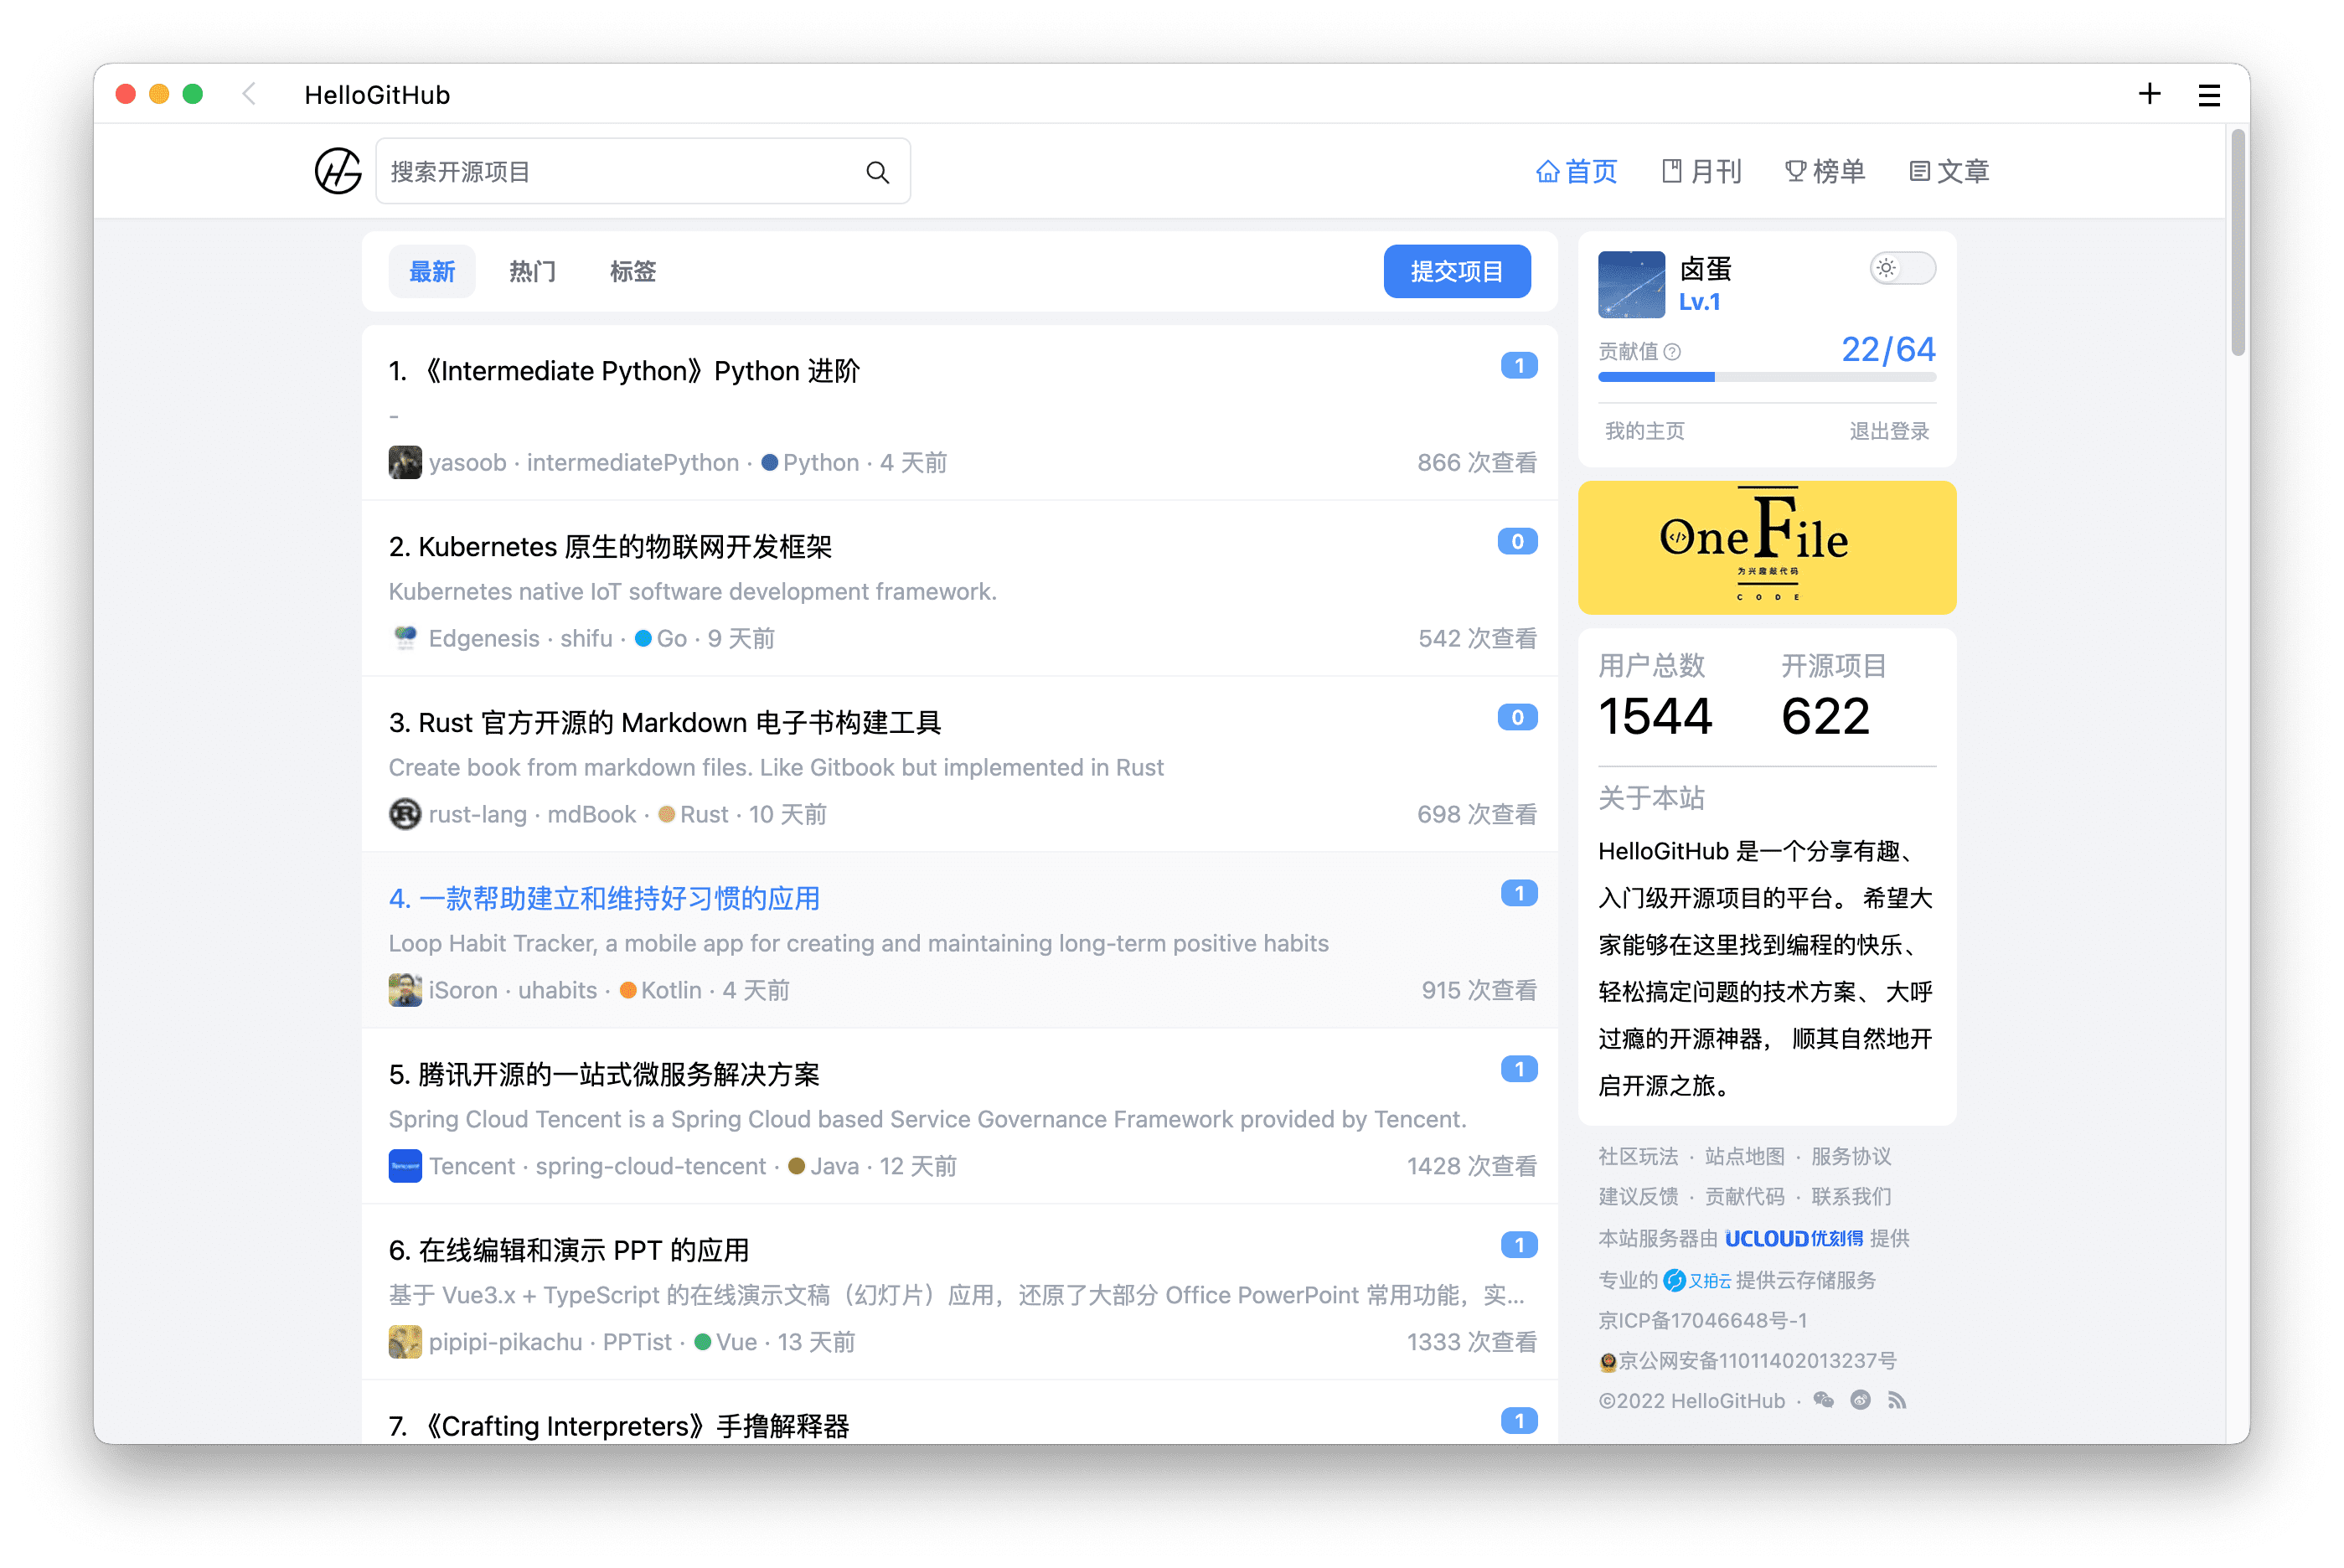 HelloGitHub
搜索开源项目
首页 月刊 榜单 文章
最新 热门 标签 提交项目
1. 《Intermediate Python》Python 进阶 1
-
yasoob · intermediatePython · Python · 4 天前 866 次查看
2. Kubernetes 原生的物联网开发框架 0
Kubernetes native IoT software development framework.
Edgenesis · shifu · Go · 9 天前 542 次查看
3. Rust 官方开源的 Markdown 电子书构建工具 0
Create book from markdown files. Like Gitbook but implemented in Rust
rust-lang · mdBook · Rust · 10 天前 698 次查看
4. 一款帮助建立和维持好习惯的应用 1
Loop Habit Tracker, a mobile app for creating and maintaining long-term positive habits
iSoron · uhabits · Kotlin · 4 天前 915 次查看
5. 腾讯开源的一站式微服务解决方案 1
Spring Cloud Tencent is a Spring Cloud based Service Governance Framework provided by Tencent.
Tencent · spring-cloud-tencent · Java · 12 天前 1428 次查看
6. 在线编辑和演示 PPT 的应用 1
基于 Vue3.x + TypeScript 的在线演示文稿（幻灯片）应用，还原了大部分 Office PowerPoint 常用功能，实...
pipipi-pikachu · PPTist · Vue · 13 天前 1333 次查看
7. 《Crafting Interpreters》手撸解释器 1
卤蛋
Lv.1
贡献值 22/64
我的主页 退出登录
OneFile
为兴趣敲代码
CODE
用户总数 开源项目
1544 622
关于本站
HelloGitHub 是一个分享有趣、
入门级开源项目的平台。 希望大
家能够在这里找到编程的快乐、
轻松搞定问题的技术方案、 大呼
过瘾的开源神器， 顺其自然地开
启开源之旅。
社区玩法 · 站点地图 · 服务协议
建议反馈 · 贡献代码 · 联系我们
本站服务器由 UCLOUD优刻得 提供
专业的 又拍云 提供云存储服务
京ICP备17046648号-1
京公网安备11011402013237号
©2022 HelloGitHub ·